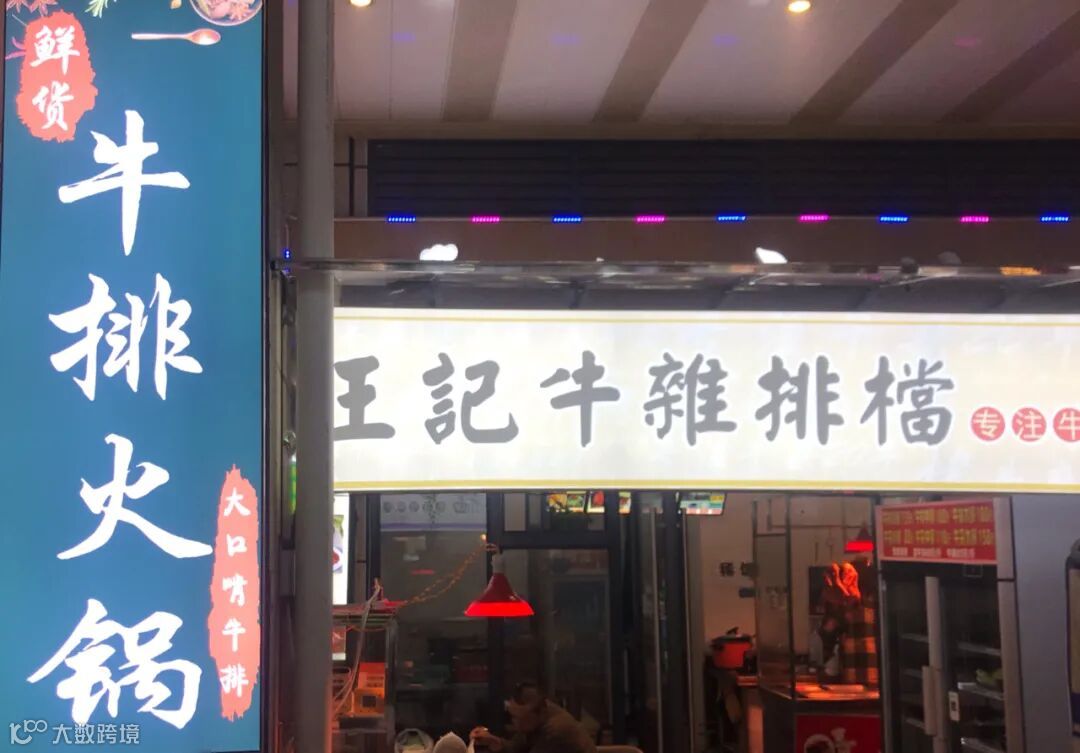 鲜货
牛排火锅
大口啃牛排
大数跨境
王記牛雜排檔
专注牛